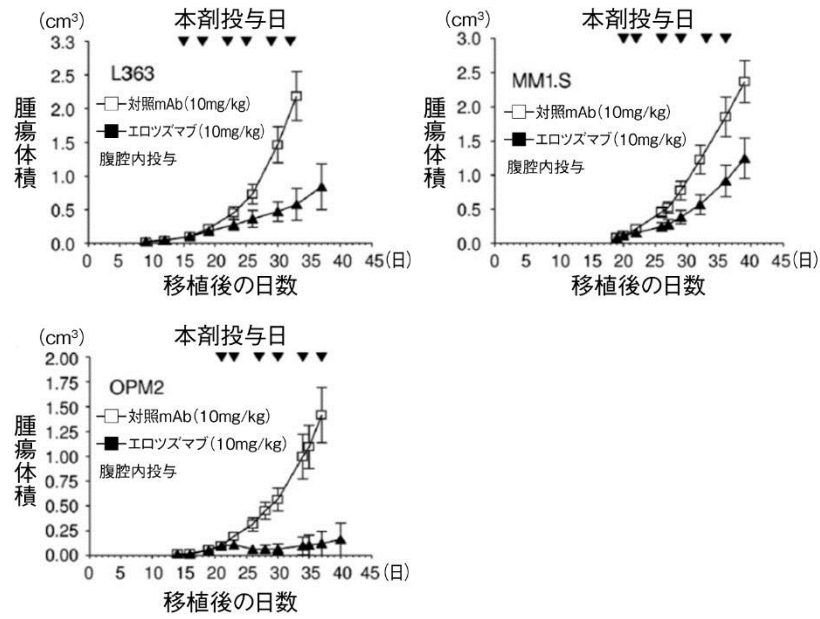 (cm³)
本剤投与日
3.3
2.5
2.0
1.5
1.0
0.5
0.0
腫瘍体積
L363
対照mAb(10mg/kg)
エロツズマブ(10mg/kg)
腹腔内投与
0 5 10 15 20 25 30 35 40 45(日)
移植後の日数
(cm³)
本剤投与日
3.0
2.5
2.0
1.5
1.0
0.5
0.0
腫瘍体積
MM1.S
対照mAb(10mg/kg)
エロツズマブ(10mg/kg)
腹腔内投与
0 5 10 15 20 25 30 35 40 45(日)
移植後の日数
(cm³)
本剤投与日
2.00
1.75
1.50
1.25
1.00
0.75
0.50
0.25
0.00
腫瘍体積
OPM2
対照mAb(10mg/kg)
エロツズマブ(10mg/kg)
腹腔内投与
0 5 10 15 20 25 30 35 40 45(日)
移植後の日数